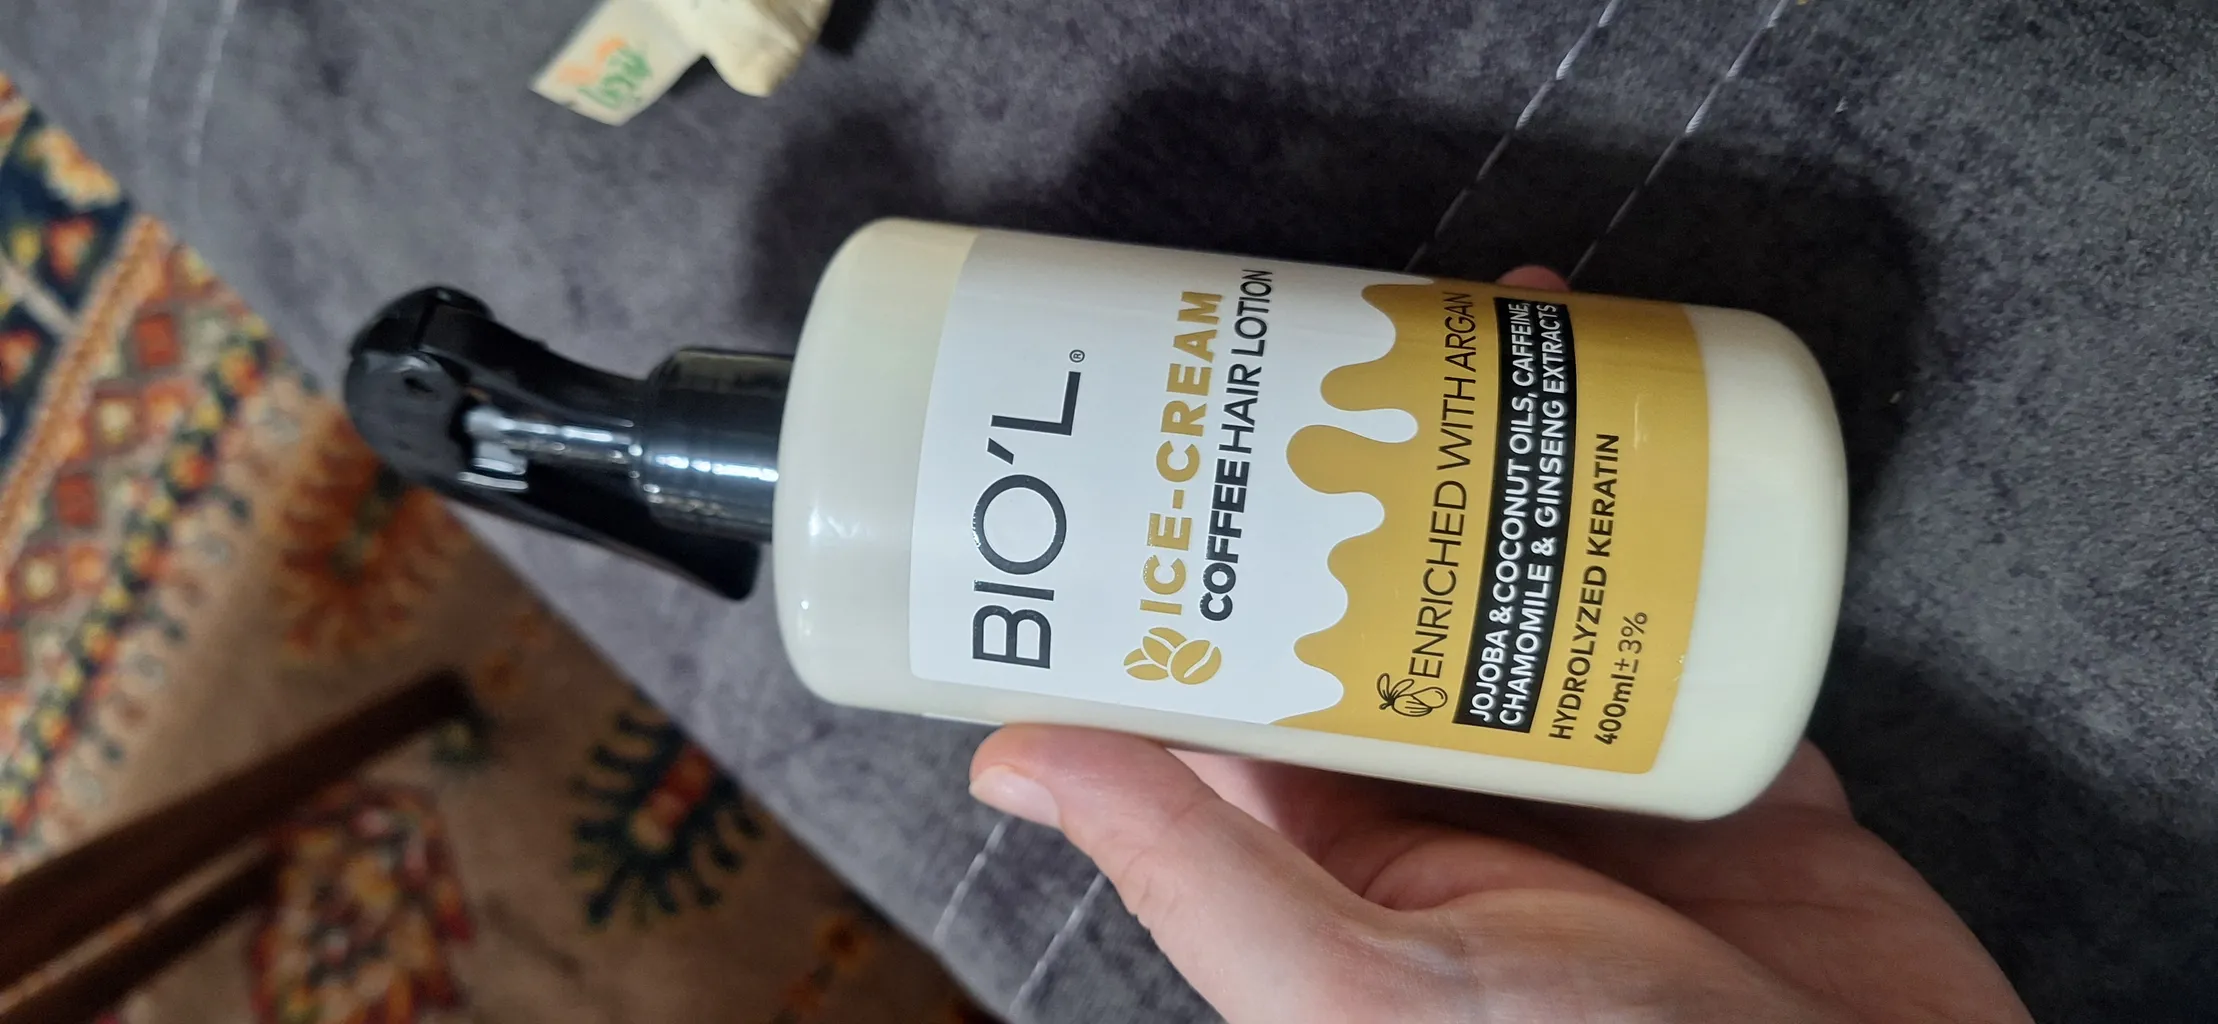 BIO'L®
ICE-CREAM
COFFEE HAIR LOTION
ENRICHED WITH ARGAN
JOJOBA & COCONUT OILS, CAFFEINE,
CHAMOMILE & GINSENG EXTRACTS
HYDROLYZED KERATIN
400ml±3%